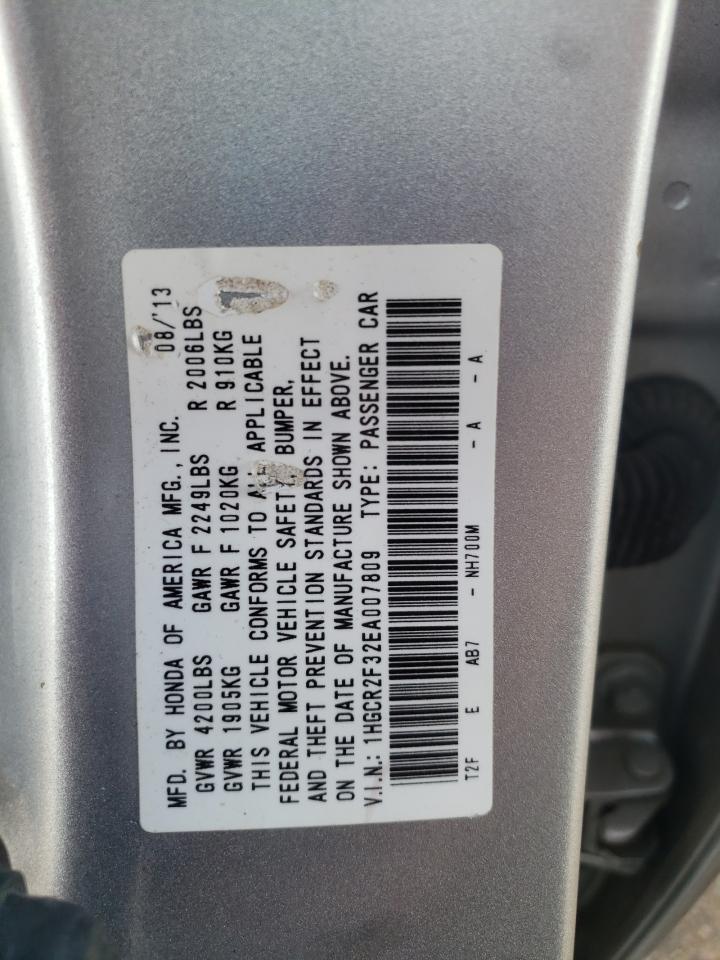 MFD. BY HONDA OF AMERICA MFG., INC. 08/'13
GVWR 4200LBS GAWR F 2249LBS R 2006LBS
GVWR 1905KG GAWR F 1020KG R 910KG
THIS VEHICLE CONFORMS TO APPLICABLE
FEDERAL MOTOR VEHICLE BUMPER,
AND THEFT PREVENTION STANDARDS IN EFFECT
ON THE DATE OF MANUFACTURE SHOWN ABOVE.
V.I.N.: 1HGCR2F32EA007809 TYPE: PASSENGER CAR
T2F E AB7 - NH700M - A - A